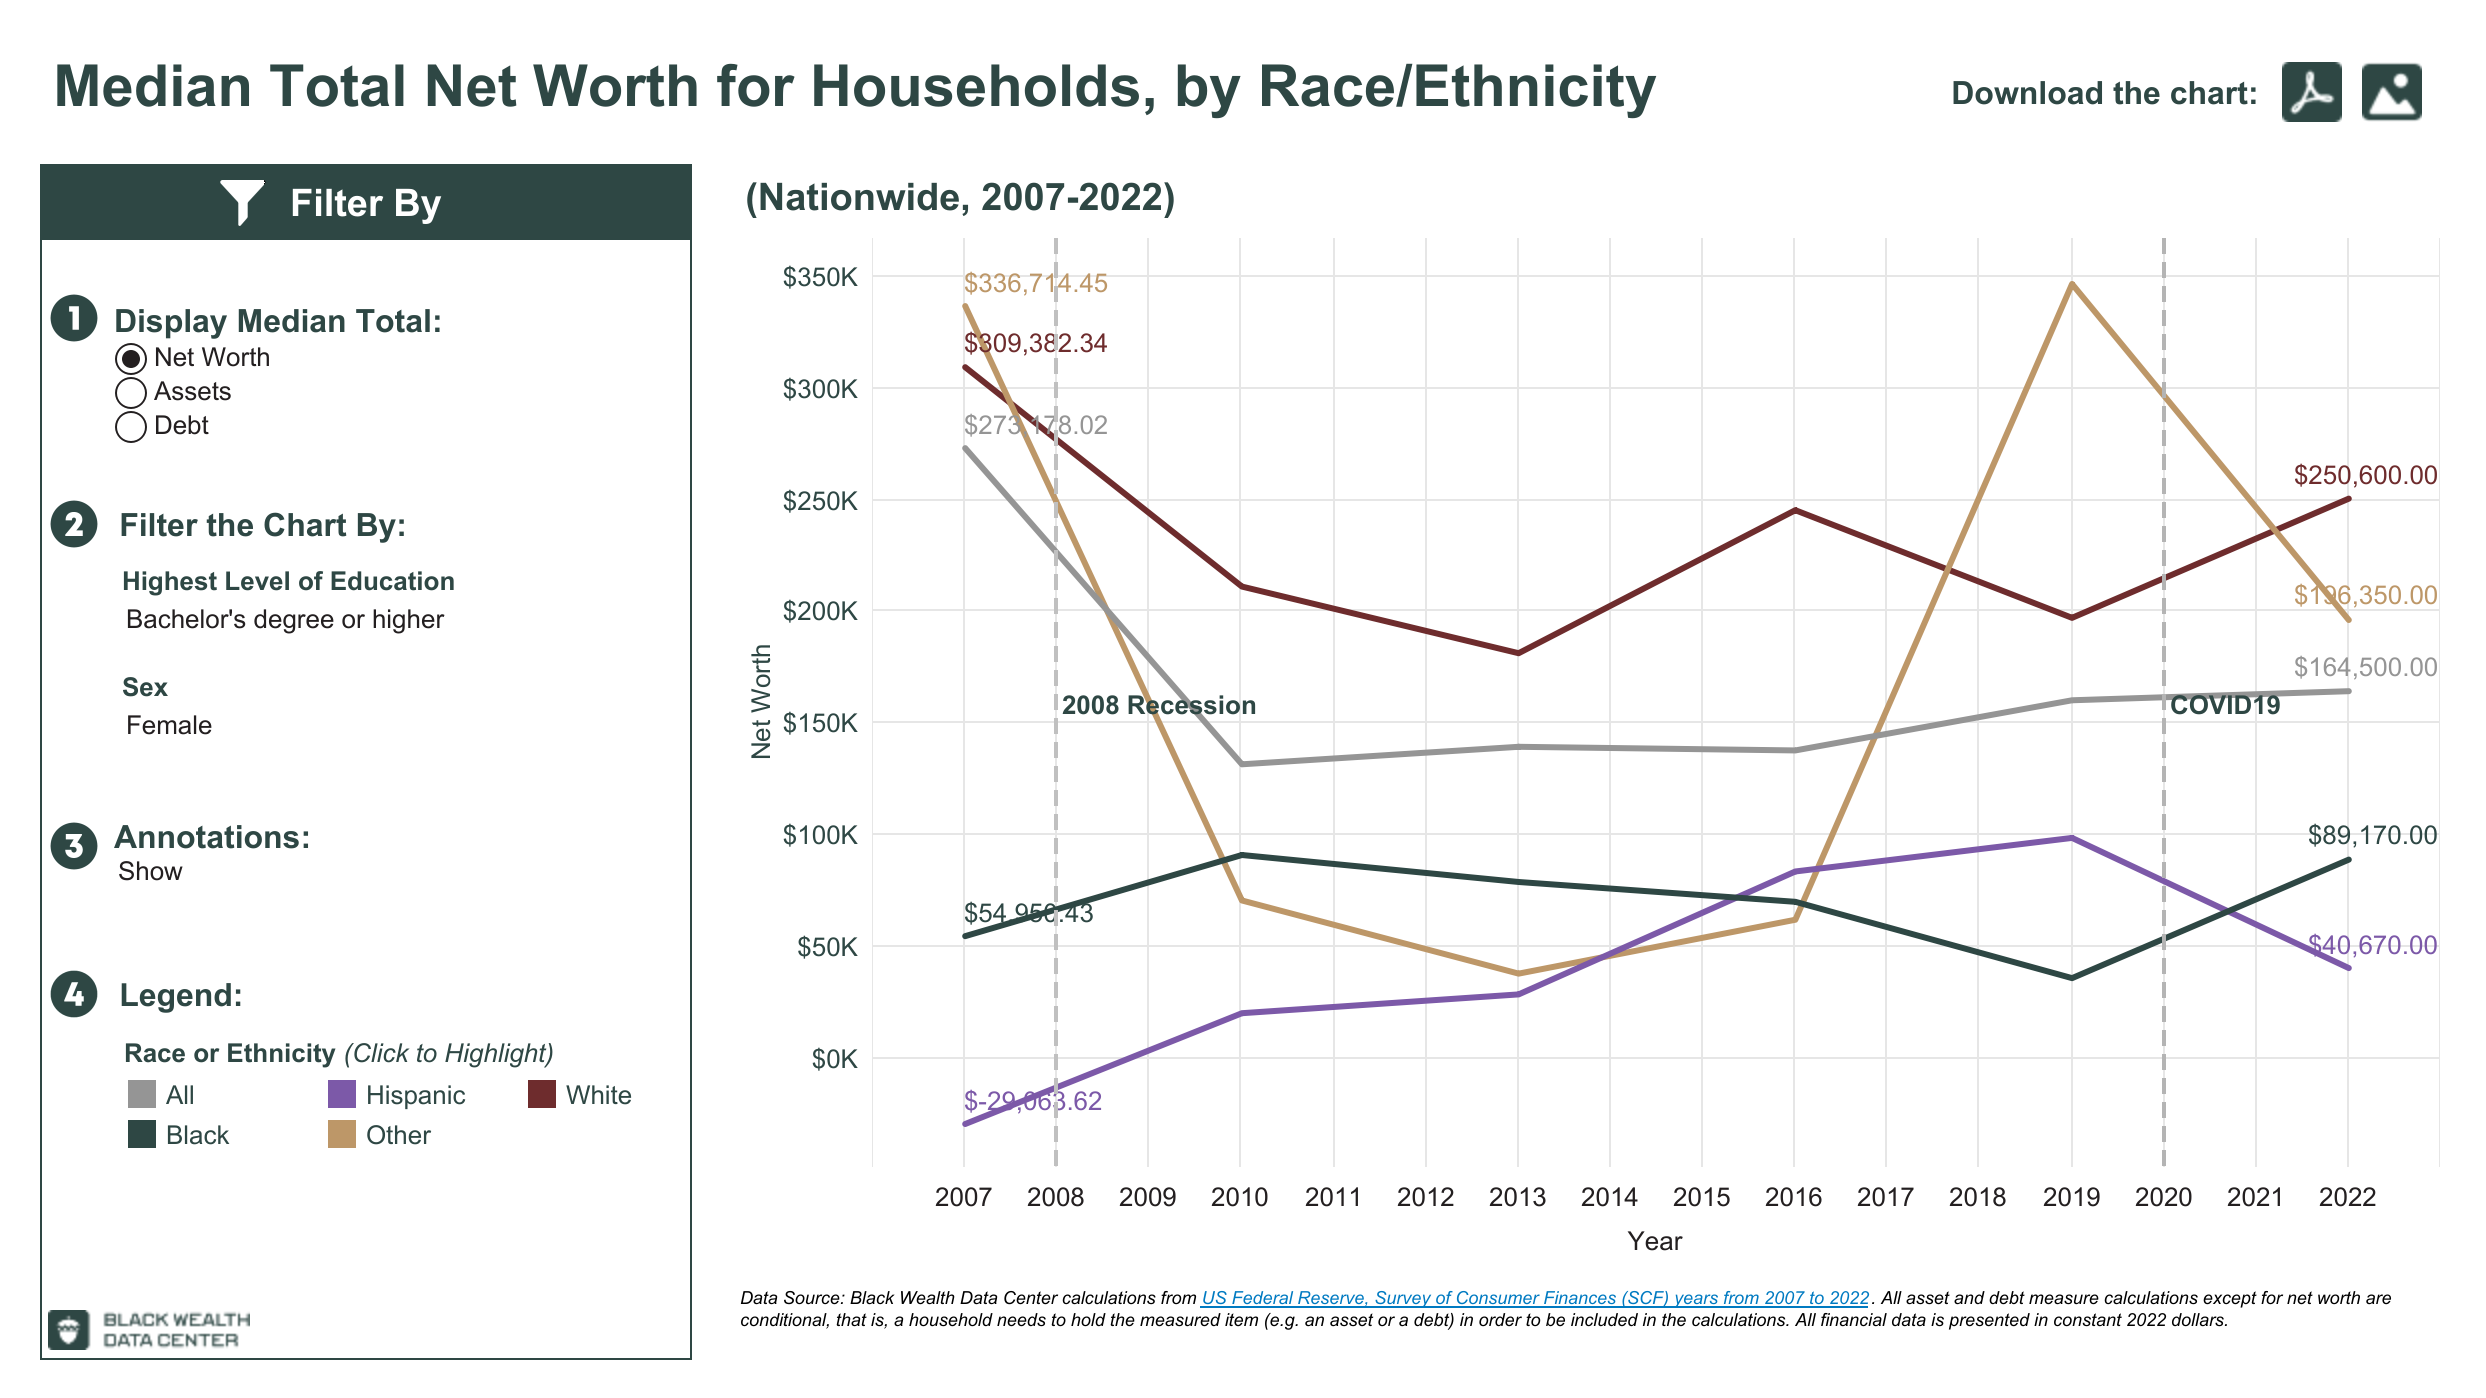 Median Total Net Worth for Households, by Race/Ethnicity
Download the chart:
Filter By
1 Display Median Total:
Net Worth
Assets
Debt
2 Filter the Chart By:
Highest Level of Education
Bachelor's degree or higher
Sex
Female
3 Annotations:
Show
4 Legend:
Race or Ethnicity (Click to Highlight)
All Hispanic White
Black Other
BLACK WEALTH
DATA CENTER
(Nationwide, 2007-2022)
Net Worth
$350K
$300K
$250K
$200K
$150K
$100K
$50K
$0K
$336,714.45
$309,382.34
$273,178.02
$54,956.43
$-29,063.62
2008 Recession
COVID19
$250,600.00
$196,350.00
$164,500.00
$89,170.00
$40,670.00
2007 2008 2009 2010 2011 2012 2013 2014 2015 2016 2017 2018 2019 2020 2021 2022
Year
Data Source: Black Wealth Data Center calculations from US Federal Reserve, Survey of Consumer Finances (SCF) years from 2007 to 2022. All asset and debt measure calculations except for net worth are
conditional, that is, a household needs to hold the measured item (e.g. an asset or a debt) in order to be included in the calculations. All financial data is presented in constant 2022 dollars.